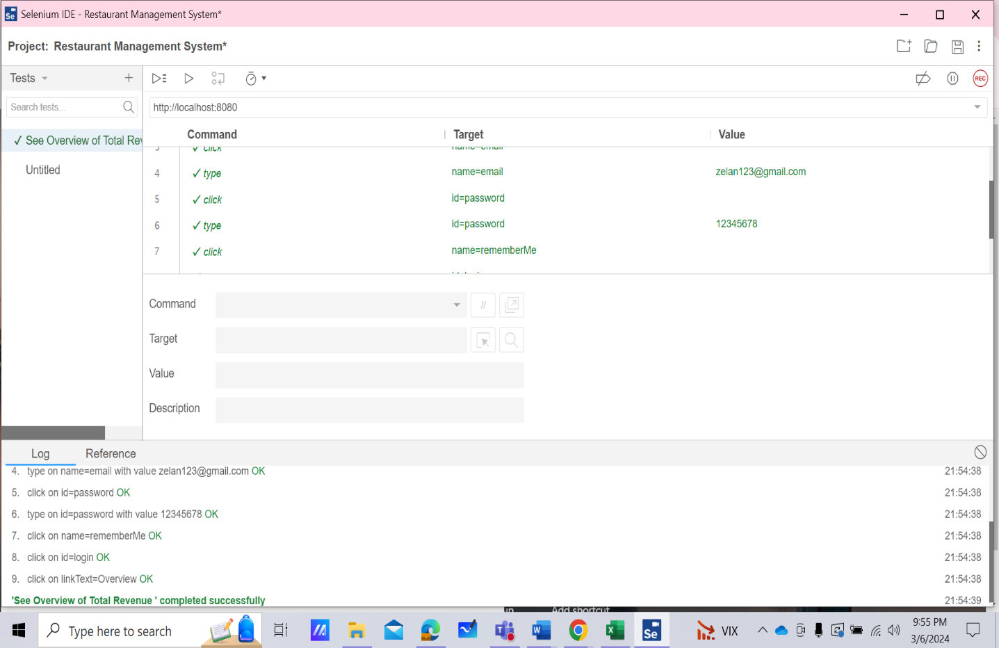 Selenium IDE - Restaurant Management System*
Project: Restaurant Management System*
Tests
Search tests...
✓ See Overview of Total Rev
Untitled
REC
http://localhost:8080
Command Target Value
3 ✓ click name=email
4 ✓ type name=email zelan123@gmail.com
5 ✓ click id=password
6 ✓ type id=password 12345678
7 ✓ click name=rememberMe
Command //
Target
Value
Description
Log Reference
4. type on name=email with value zelan123@gmail.com OK 21:54:38
5. click on id=password OK 21:54:38
6. type on id=password with value 12345678 OK 21:54:38
7. click on name=rememberMe OK 21:54:38
8. click on id=login OK 21:54:38
9. click on linkText=Overview OK 21:54:38
'See Overview of Total Revenue ' completed successfully 21:54:39
Add shortcut
Type here to search
Se
VIX
9:55 PM
3/6/2024